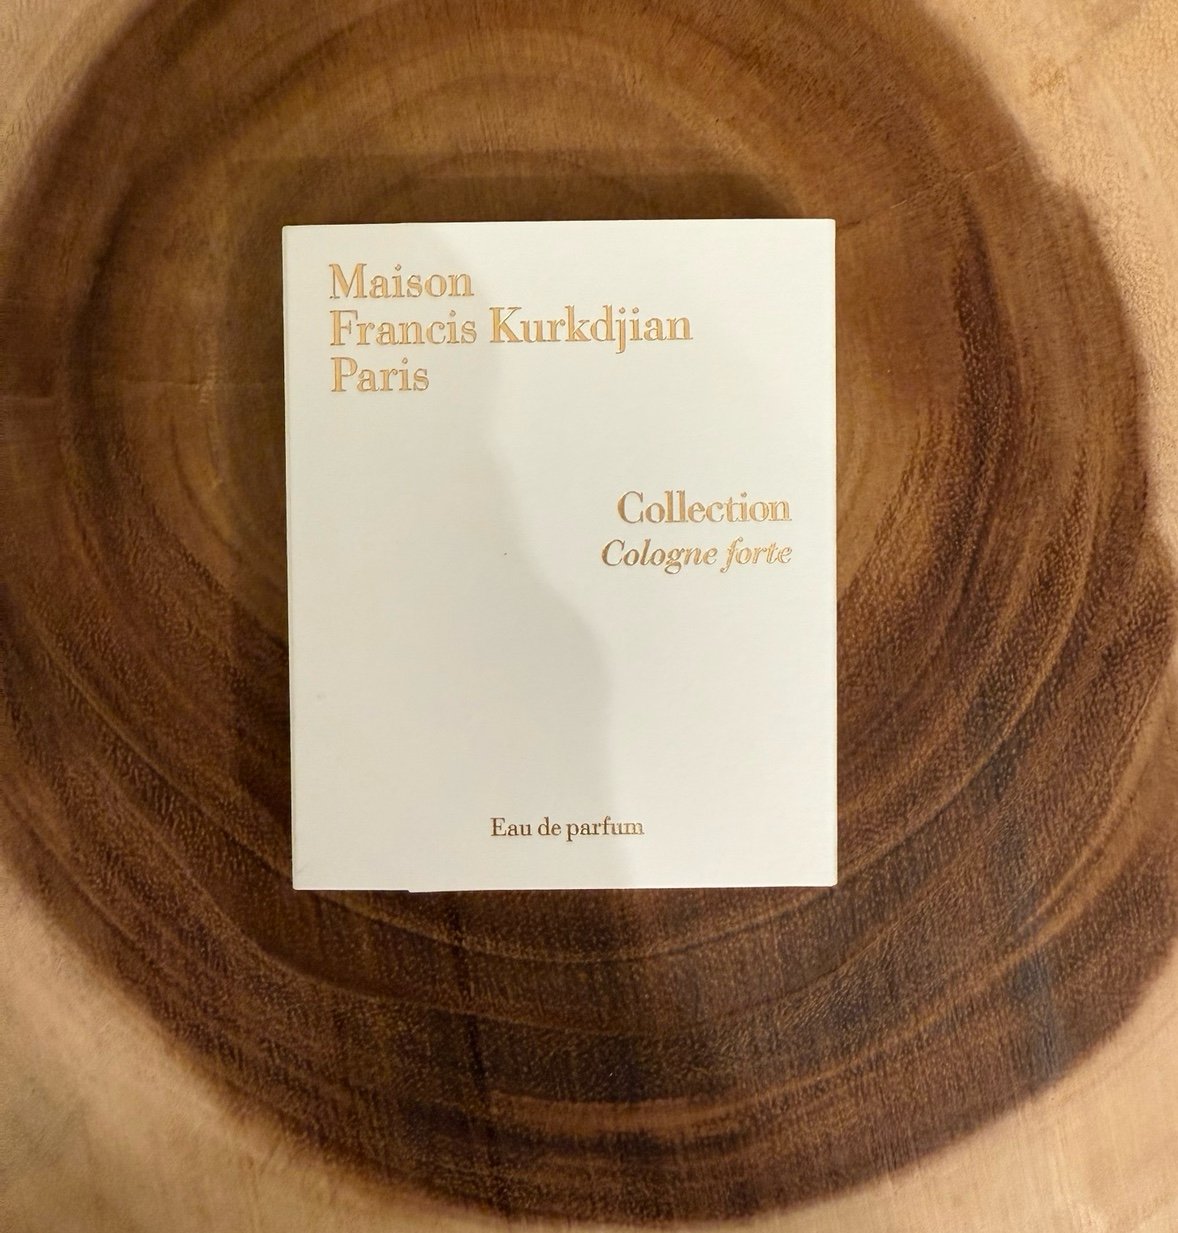 Maison
Francis Kurkdjian
Paris
Collection
Cologne forte
Eau de parfum